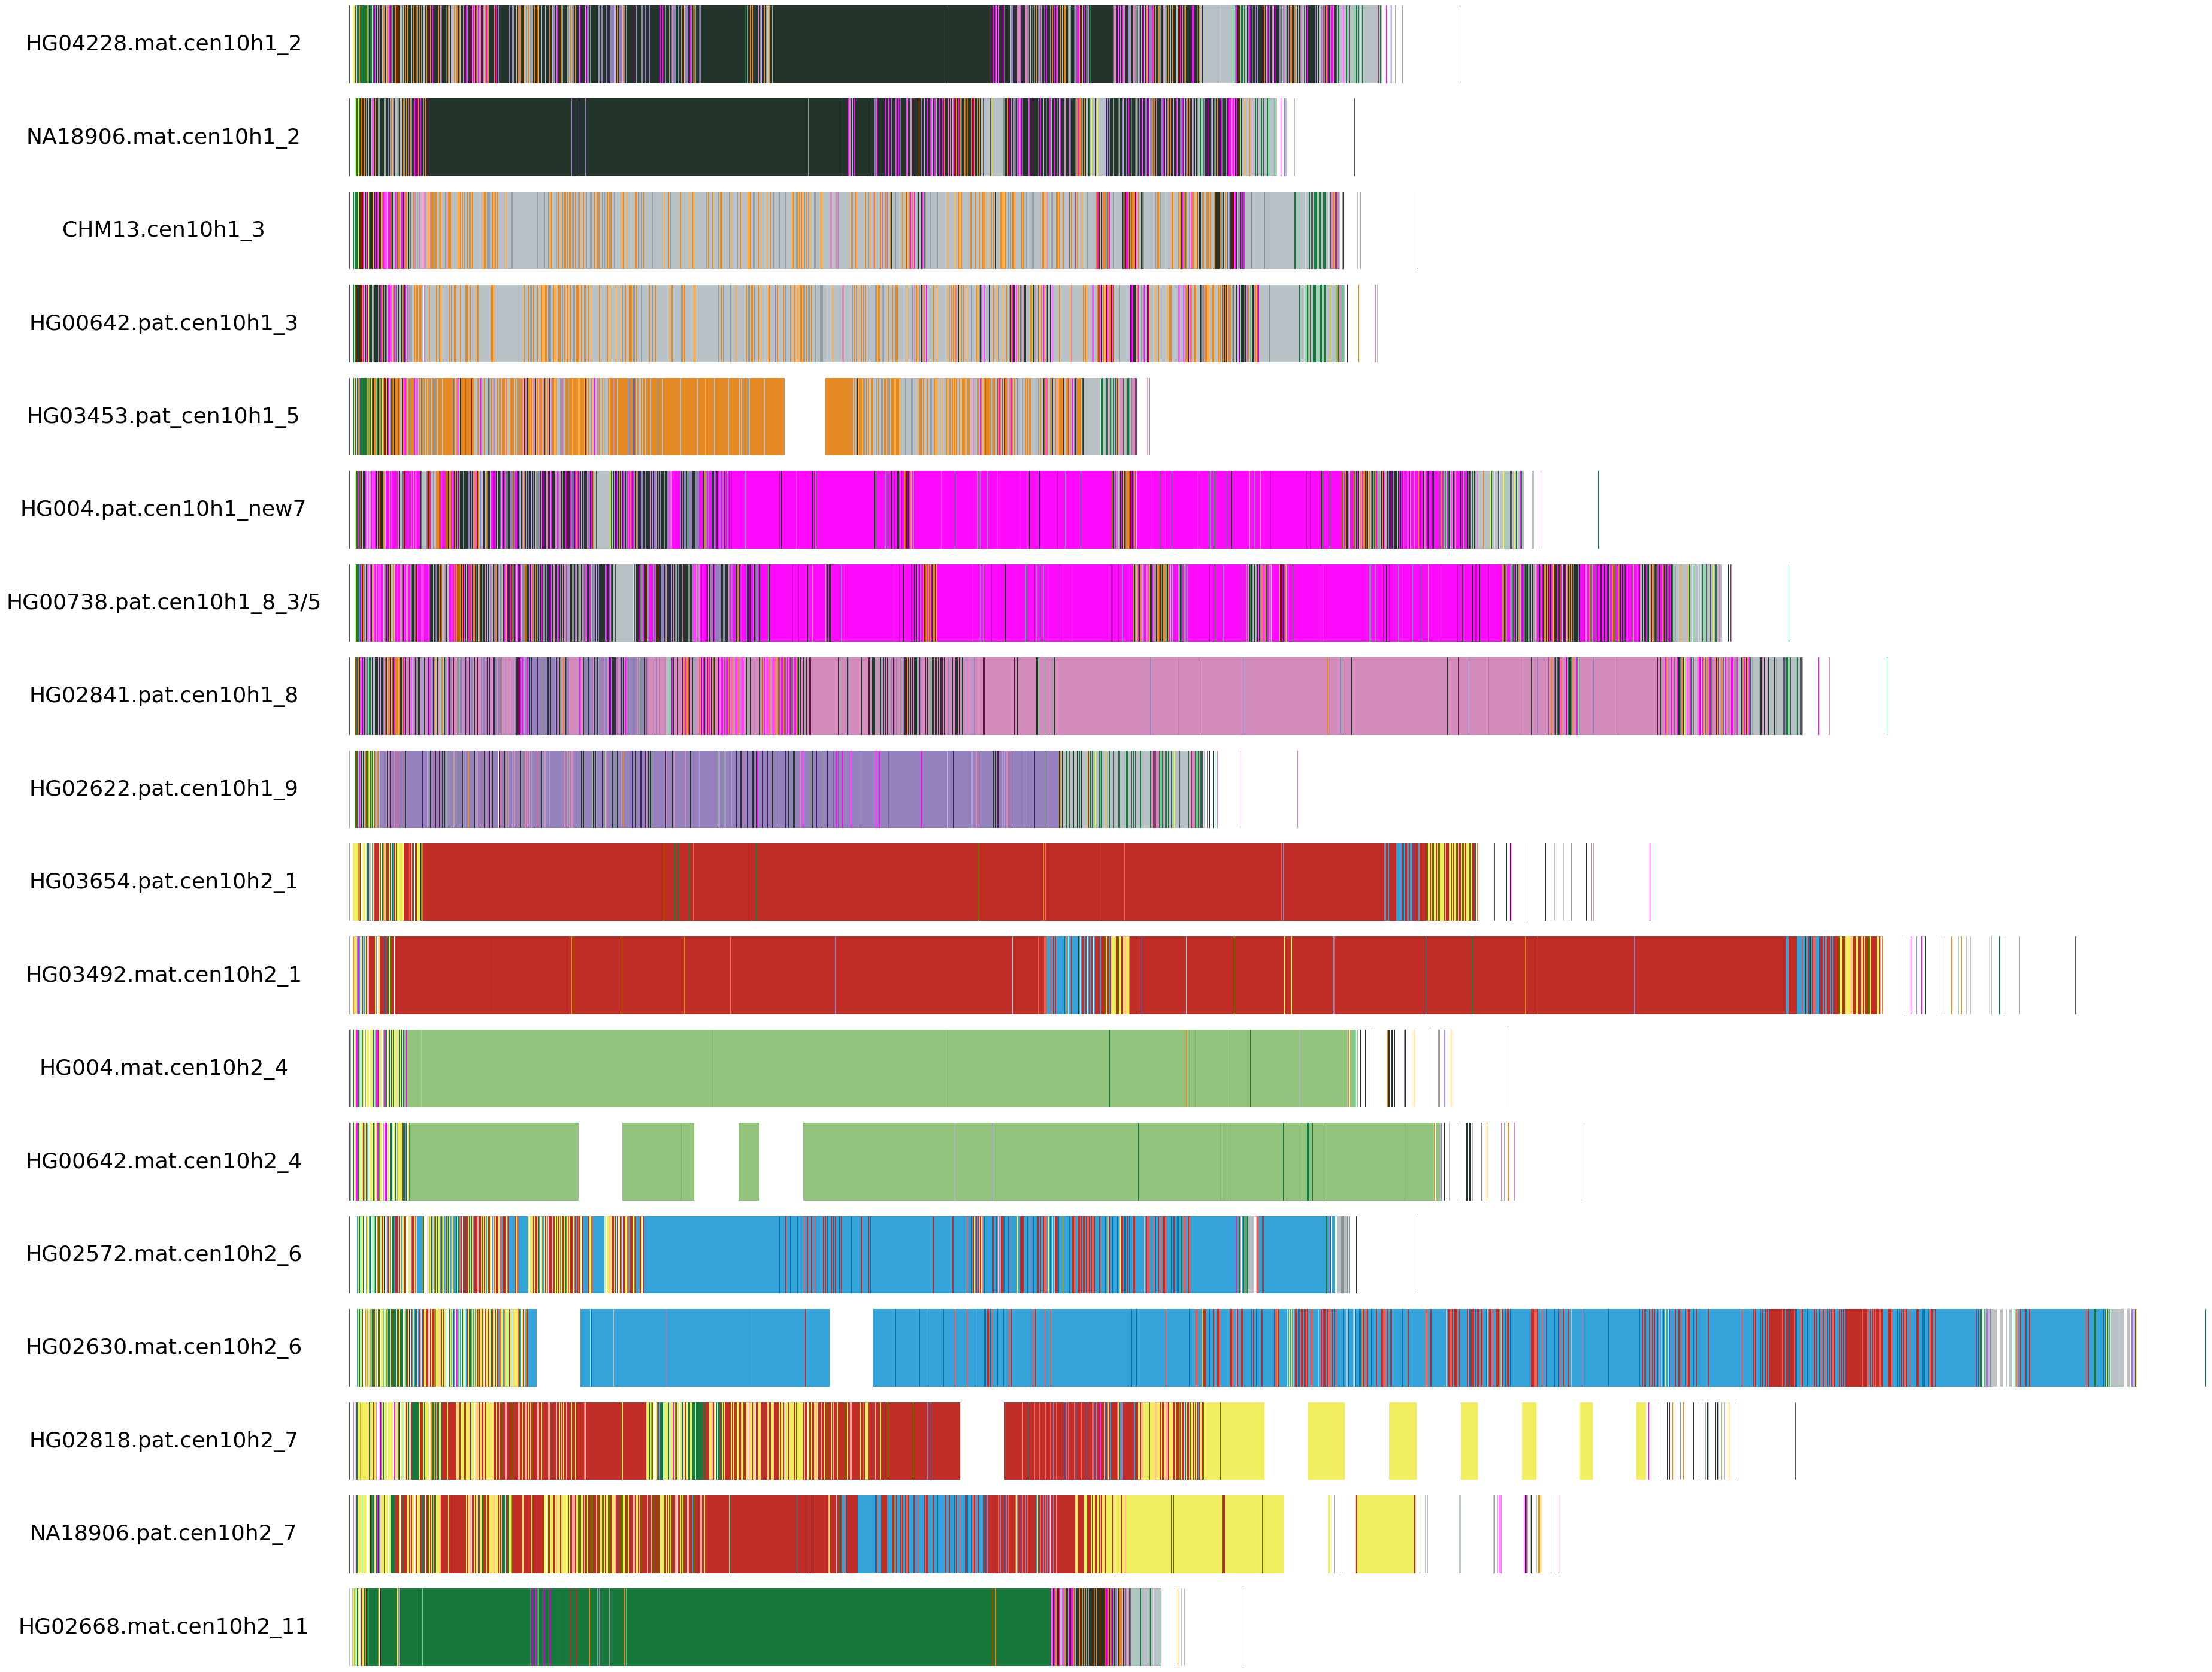 HG04228.mat.cen10h1_2
NA18906.mat.cen10h1_2
CHM13.cen10h1_3
HG00642.pat.cen10h1_3
HG03453.pat_cen10h1_5
HG004.pat.cen10h1_new7
HG00738.pat.cen10h1_8_3/5
HG02841.pat.cen10h1_8
HG02622.pat.cen10h1_9
HG03654.pat.cen10h2_1
HG03492.mat.cen10h2_1
HG004.mat.cen10h2_4
HG00642.mat.cen10h2_4
HG02572.mat.cen10h2_6
HG02630.mat.cen10h2_6
HG02818.pat.cen10h2_7
NA18906.pat.cen10h2_7
HG02668.mat.cen10h2_11